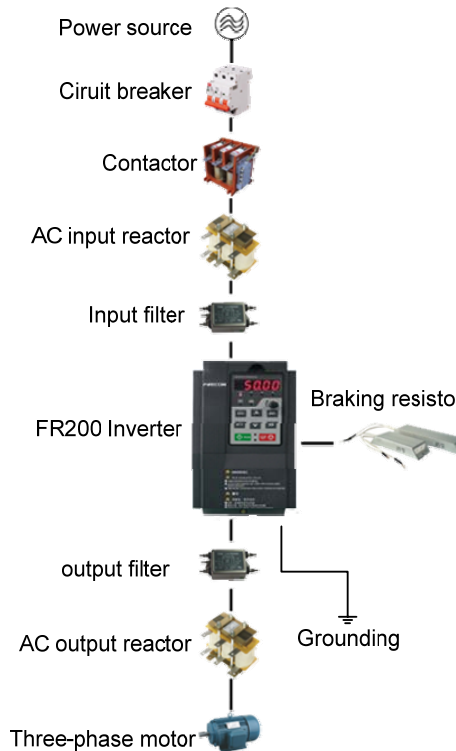 Power source
Ciruit breaker
Contactor
AC input reactor
Input filter
50.00
Braking resisto
FR200 Inverter
output filter
Grounding
AC output reactor
Three-phase motor